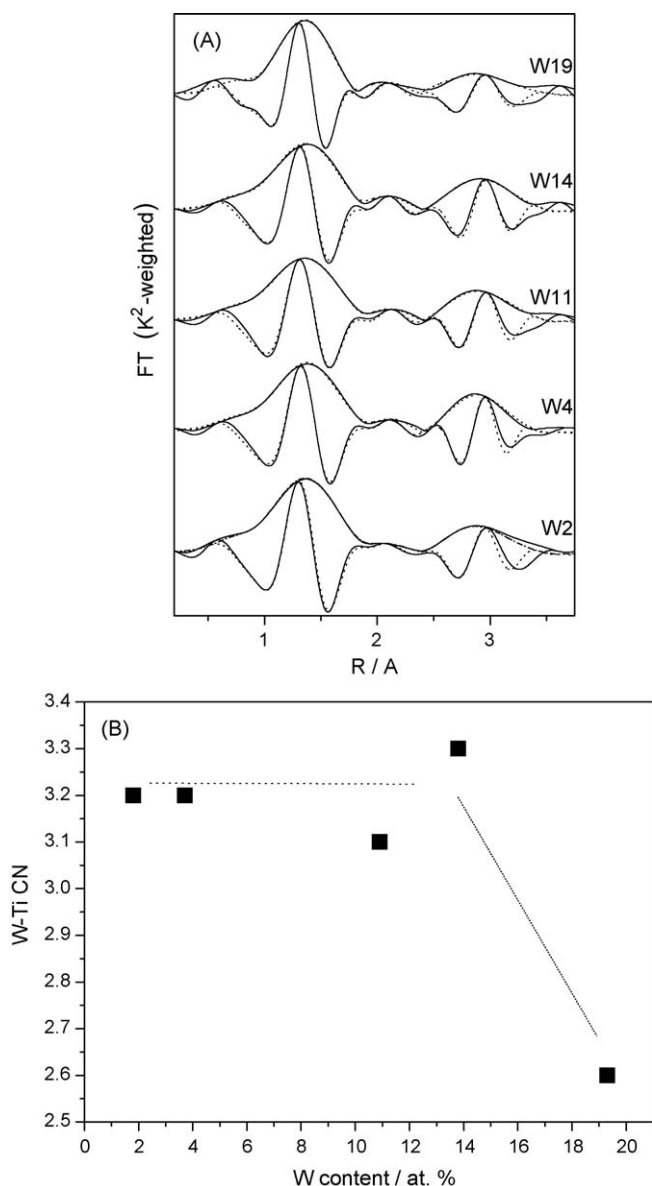 (A)
W19
W14
W11
W4
W2
FT (K²-weighted)
1 2 3
R / A
(B)
3.4
3.3
3.2
3.1
3.0
2.9
2.8
2.7
2.6
2.5
W-Ti CN
0 2 4 6 8 10 12 14 16 18 20
W content / at. %